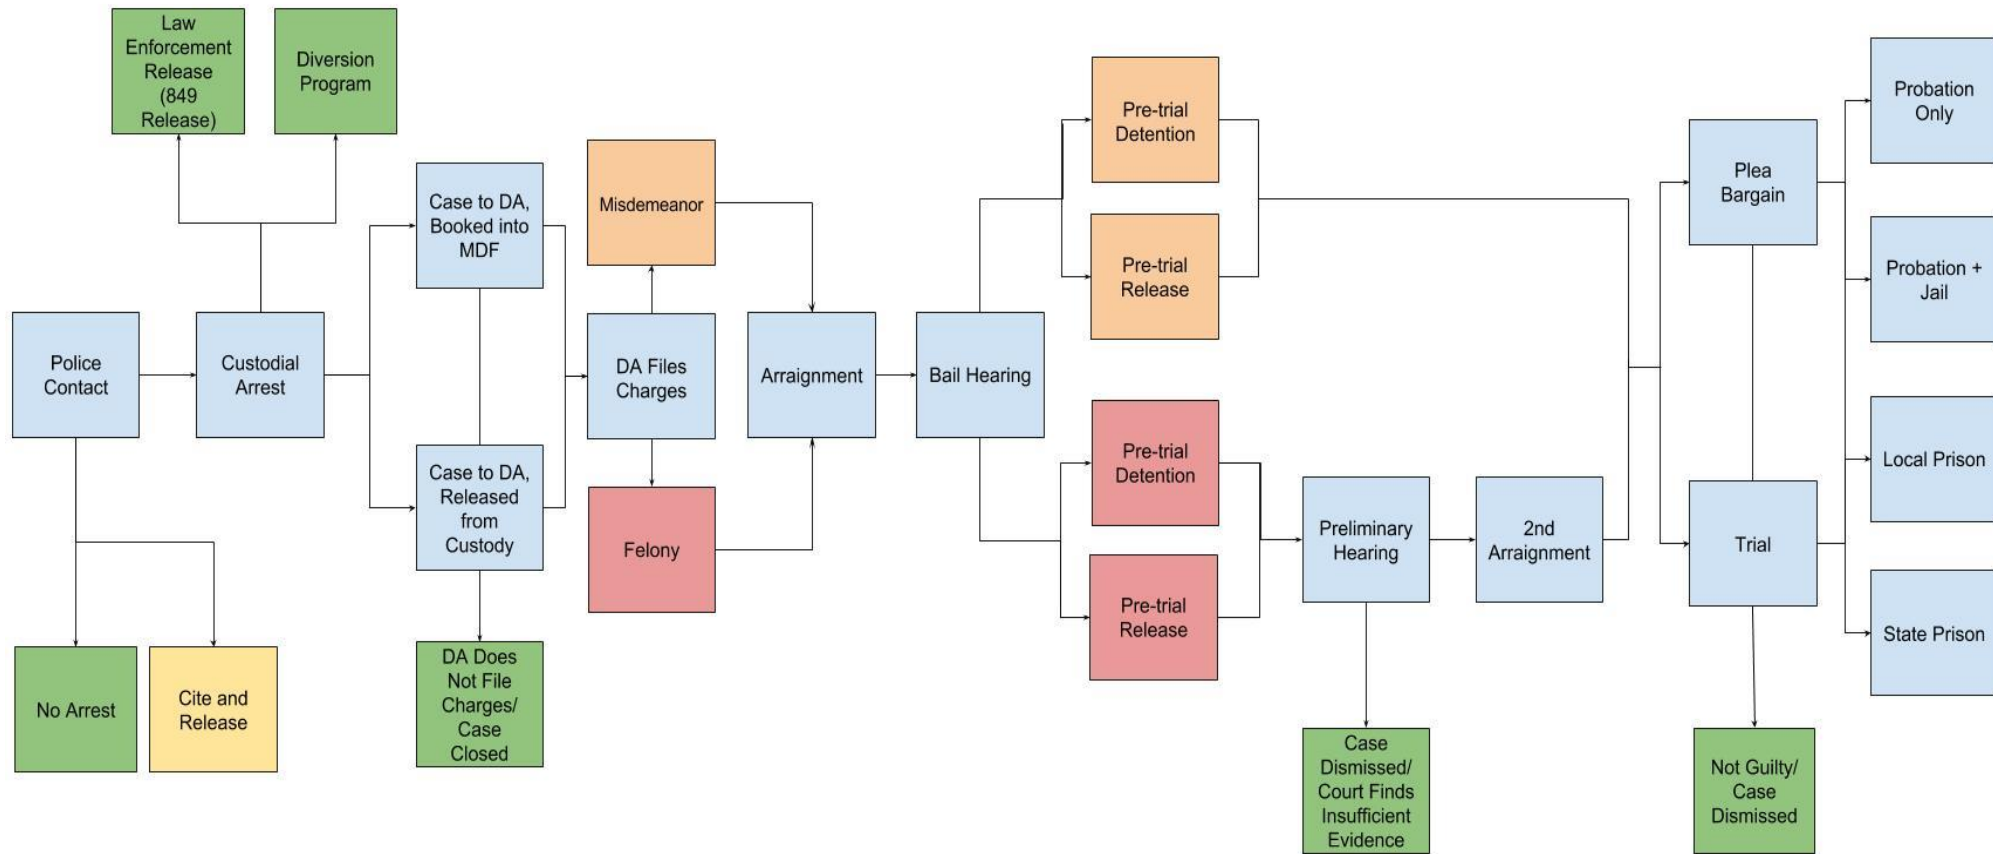 Law
Enforcement
Release
(849
Release)
Diversion
Program
Police
Contact
Custodial
Arrest
No Arrest
Cite and
Release
Case to DA,
Booked into
MDF
Case to DA,
Released
from
Custody
DA Does
Not File
Charges/
Case
Closed
Misdemeanor
DA Files
Charges
Felony
Arraignment
Bail Hearing
Pre-trial
Detention
Pre-trial
Release
Pre-trial
Detention
Pre-trial
Release
Preliminary
Hearing
2nd
Arraignment
Case
Dismissed/
Court Finds
Insufficient
Evidence
Plea
Bargain
Trial
Not Guilty/
Case
Dismissed
Probation
Only
Probation +
Jail
Local Prison
State Prison